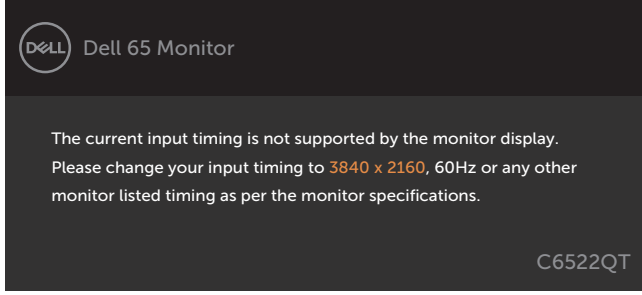 DELL
Dell 65 Monitor
The current input timing is not supported by the monitor display.
Please change your input timing to 3840 x 2160, 60Hz or any other
monitor listed timing as per the monitor specifications.
C6522QT